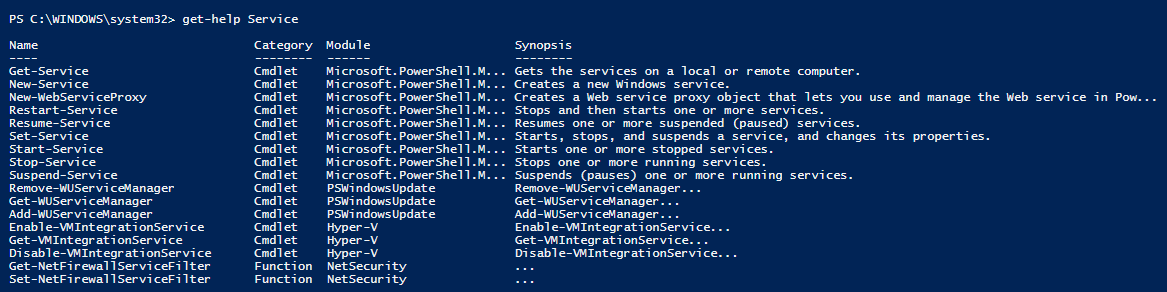 PS C:\WINDOWS\system32> get-help Service
Name Category Module Synopsis
---- -------- ------ --------
Get-Service Cmdlet Microsoft.PowerShell.M... Gets the services on a local or remote computer.
New-Service Cmdlet Microsoft.PowerShell.M... Creates a new Windows service.
New-WebServiceProxy Cmdlet Microsoft.PowerShell.M... Creates a Web service proxy object that lets you use and manage the Web service in Pow...
Restart-Service Cmdlet Microsoft.PowerShell.M... Stops and then starts one or more services.
Resume-Service Cmdlet Microsoft.PowerShell.M... Resumes one or more suspended (paused) services.
Set-Service Cmdlet Microsoft.PowerShell.M... Starts, stops, and suspends a service, and changes its properties.
Start-Service Cmdlet Microsoft.PowerShell.M... Starts one or more stopped services.
Stop-Service Cmdlet Microsoft.PowerShell.M... Stops one or more running services.
Suspend-Service Cmdlet Microsoft.PowerShell.M... Suspends (pauses) one or more running services.
Remove-WUServiceManager Cmdlet PSWindowsUpdate Remove-WUServiceManager...
Get-WUServiceManager Cmdlet PSWindowsUpdate Get-WUServiceManager...
Add-WUServiceManager Cmdlet PSWindowsUpdate Add-WUServiceManager...
Enable-VMIntegrationService Cmdlet Hyper-V Enable-VMIntegrationService...
Get-VMIntegrationService Cmdlet Hyper-V Get-VMIntegrationService...
Disable-VMIntegrationService Cmdlet Hyper-V Disable-VMIntegrationService...
Get-NetFirewallServiceFilter Function NetSecurity ...
Set-NetFirewallServiceFilter Function NetSecurity ...